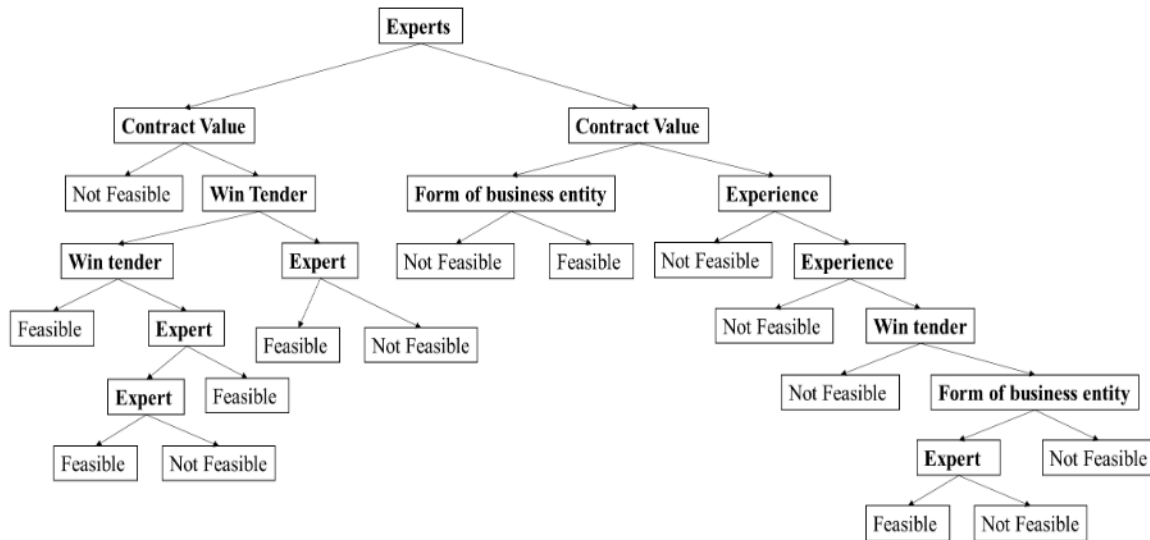 Experts
Contract Value
Contract Value
Not Feasible
Win Tender
Form of business entity
Experience
Win tender
Expert
Not Feasible
Feasible
Not Feasible
Experience
Feasible
Expert
Feasible
Not Feasible
Not Feasible
Win tender
Expert
Feasible
Not Feasible
Form of business entity
Feasible
Not Feasible
Expert
Not Feasible
Feasible
Not Feasible